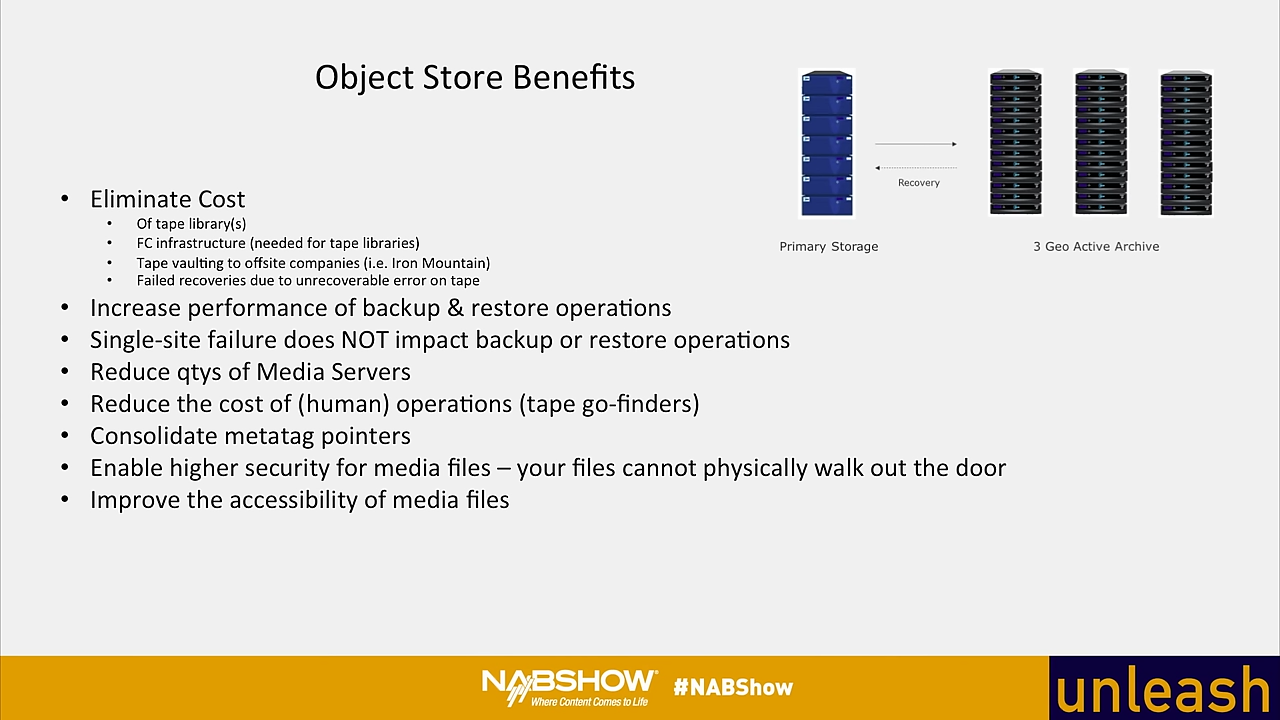 Object Store Benefits
Recovery
Primary Storage
3 Geo Active Archive
• Eliminate Cost
• Of tape library(s)
• FC infrastructure (needed for tape libraries)
• Tape vaulting to offsite companies (i.e. Iron Mountain)
• Failed recoveries due to unrecoverable error on tape
• Increase performance of backup & restore operations
• Single-site failure does NOT impact backup or restore operations
• Reduce qtys of Media Servers
• Reduce the cost of (human) operations (tape go-finders)
• Consolidate metatag pointers
• Enable higher security for media files – your files cannot physically walk out the door
• Improve the accessibility of media files
NABSHOW®
Where Content Comes to Life
#NABShow
unleash